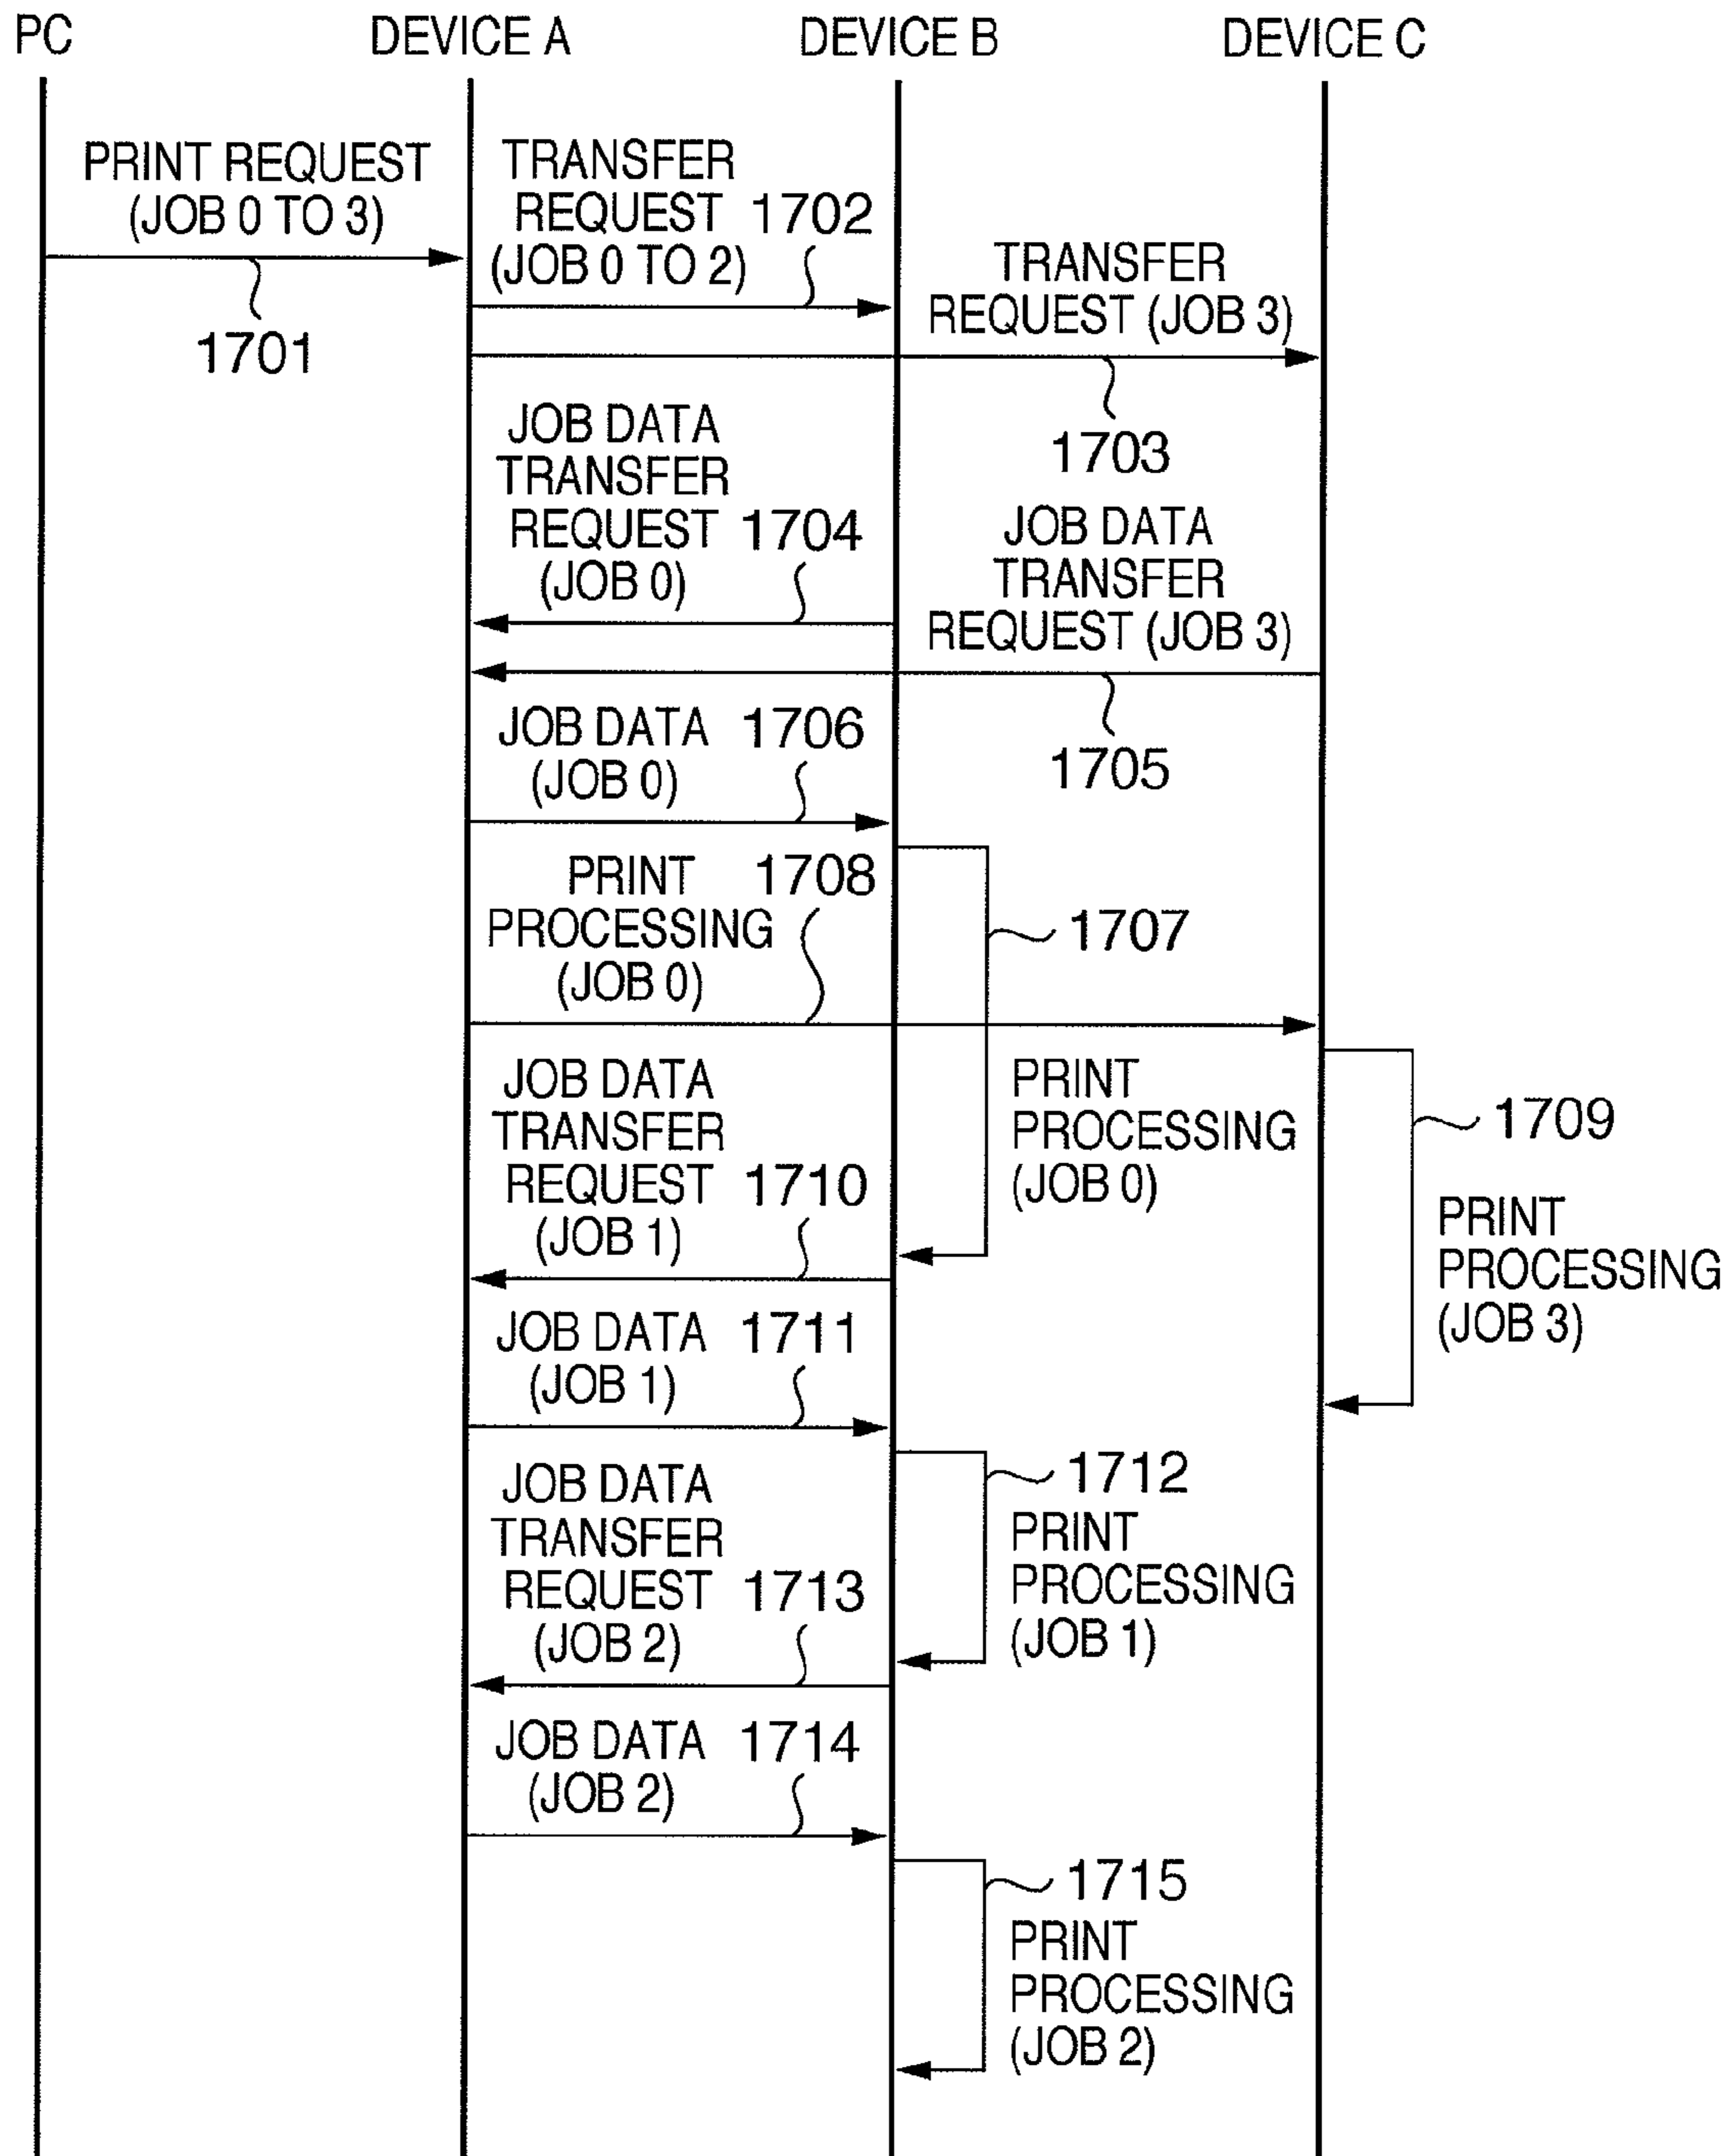 PC
DEVICE A
DEVICE B
DEVICE C
PRINT REQUEST
(JOB 0 TO 3)
1701
TRANSFER
REQUEST 1702
(JOB 0 TO 2)
TRANSFER
REQUEST (JOB 3)
1703
JOB DATA
TRANSFER
REQUEST 1704
(JOB 0)
JOB DATA
TRANSFER
REQUEST (JOB 3)
1705
JOB DATA 1706
(JOB 0)
PRINT 1708
PROCESSING
(JOB 0)
1707
PRINT
PROCESSING
(JOB 0)
1709
PRINT
PROCESSING
(JOB 3)
JOB DATA
TRANSFER
REQUEST 1710
(JOB 1)
JOB DATA 1711
(JOB 1)
1712
PRINT
PROCESSING
(JOB 1)
JOB DATA
TRANSFER
REQUEST 1713
(JOB 2)
JOB DATA 1714
(JOB 2)
1715
PRINT
PROCESSING
(JOB 2)